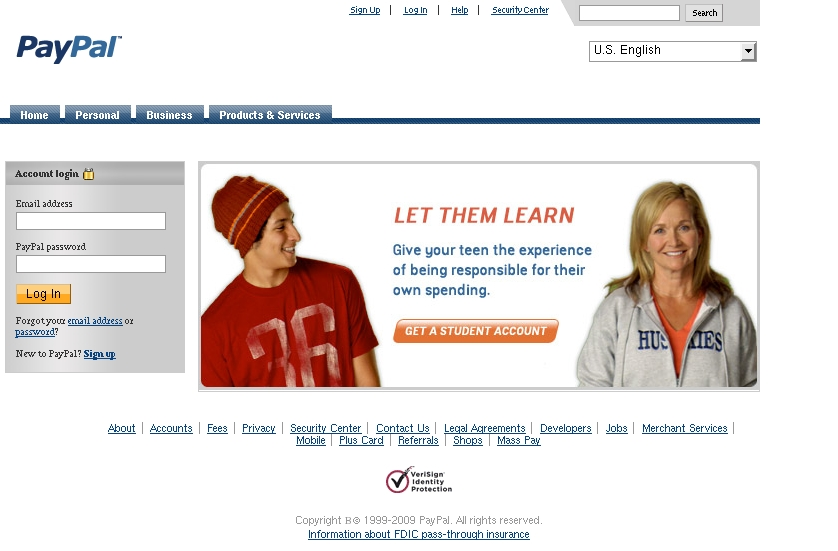 Sign Up | Log In | Help | Security Center
Search
PayPal™
U.S. English
Home Personal Business Products & Services
Account login
Email address
PayPal password
Log In
Forgot your email address or
password?
New to PayPal? Sign up
36
LET THEM LEARN
Give your teen the experience
of being responsible for their
own spending.
GET A STUDENT ACCOUNT
HUSKIES
About | Accounts | Fees | Privacy | Security Center | Contact Us | Legal Agreements | Developers | Jobs | Merchant Services |
Mobile | Plus Card | Referrals | Shops | Mass Pay
VeriSign
Identity
Protection
Copyright В© 1999-2009 PayPal. All rights reserved.
Information about FDIC pass-through insurance